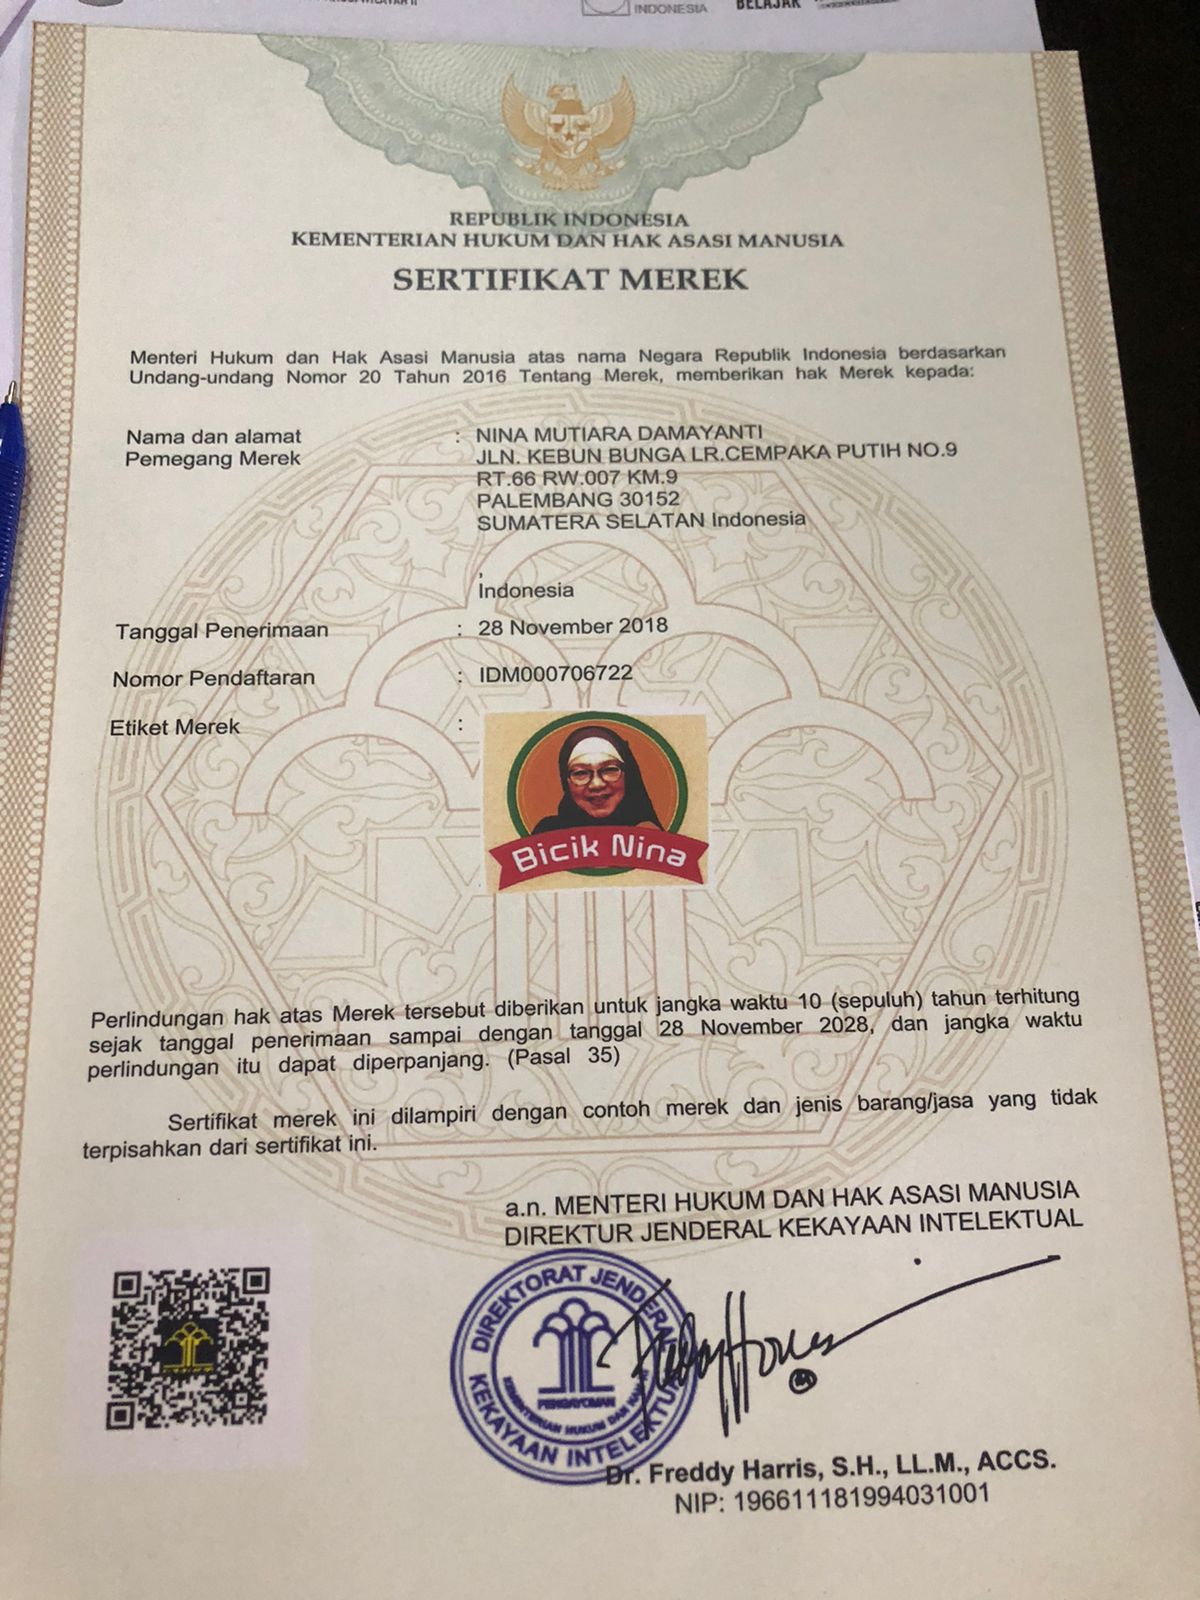 INDONESIA
BELAJAR
REPUBLIK INDONESIA
KEMENTERIAN HUKUM DAN HAK ASASI MANUSIA
SERTIFIKAT MEREK
Menteri Hukum dan Hak Asasi Manusia atas nama Negara Republik Indonesia berdasarkan
Undang-undang Nomor 20 Tahun 2016 Tentang Merek, memberikan hak Merek kepada:
Nama dan alamat : NINA MUTIARA DAMAYANTI
Pemegang Merek JLN. KEBUN BUNGA LR.CEMPAKA PUTIH NO.9
RT.66 RW.007 KM.9
PALEMBANG 30152
SUMATERA SELATAN Indonesia
,
Indonesia
Tanggal Penerimaan : 28 November 2018
Nomor Pendaftaran : IDM000706722
Etiket Merek :
Bicik Nina
Perlindungan hak atas Merek tersebut diberikan untuk jangka waktu 10 (sepuluh) tahun terhitung
sejak tanggal penerimaan sampai dengan tanggal 28 November 2028, dan jangka waktu
perlindungan itu dapat diperpanjang. (Pasal 35)
Sertifikat merek ini dilampiri dengan contoh merek dan jenis barang/jasa yang tidak
terpisahkan dari sertifikat ini.
a.n. MENTERI HUKUM DAN HAK ASASI MANUSIA
DIREKTUR JENDERAL KEKAYAAN INTELEKTUAL
DIREKTORAT JENDERAL
PENGAYOMAN
KEMENTERIAN HUKUM DAN HAM
KEKAYAAN INTELEKTUAL
Dr. Freddy Harris, S.H., LL.M., ACCS.
NIP: 196611181994031001